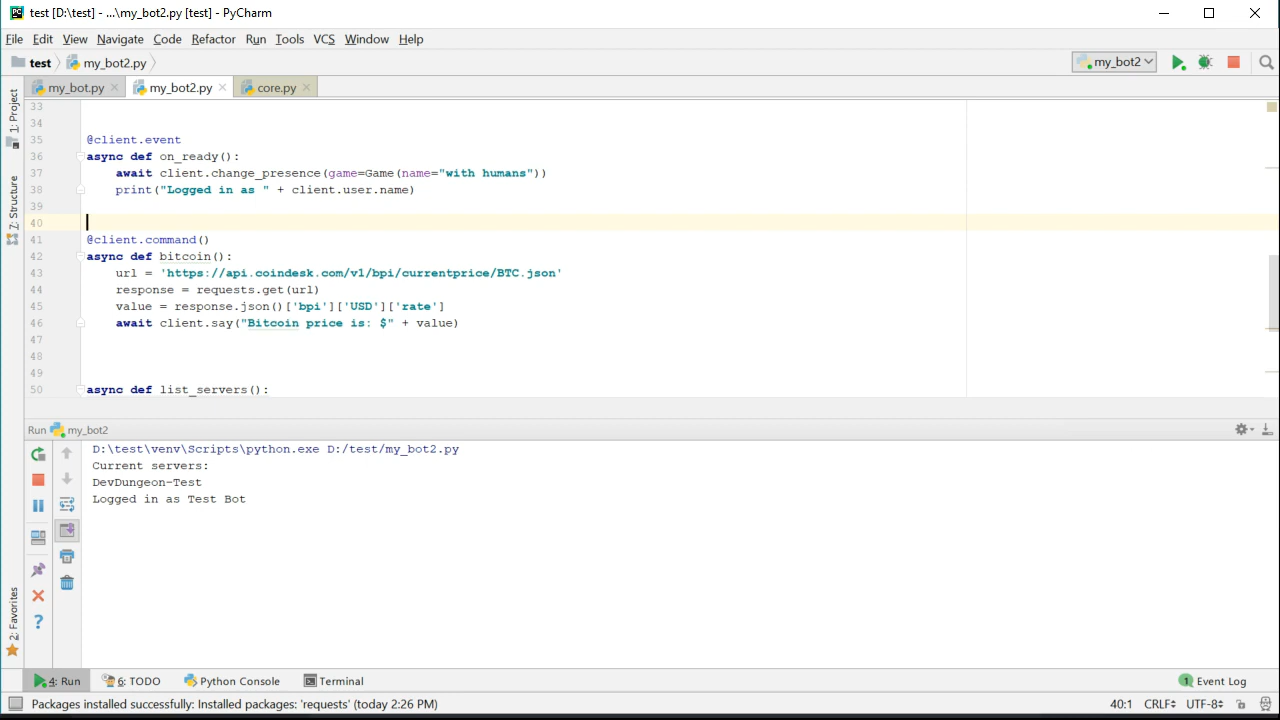 test [D:\test] - ...\my_bot2.py [test] - PyCharm
File Edit View Navigate Code Refactor Run Tools VCS Window Help
test my_bot2.py my_bot2
my_bot.py my_bot2.py core.py
1: Project
7: Structure
2: Favorites
33
34
35 @client.event
36 async def on_ready():
37 await client.change_presence(game=Game(name="with humans"))
38 print("Logged in as " + client.user.name)
39
40
41 @client.command()
42 async def bitcoin():
43 url = 'https://api.coindesk.com/v1/bpi/currentprice/BTC.json'
44 response = requests.get(url)
45 value = response.json()['bpi']['USD']['rate']
46 await client.say("Bitcoin price is: $" + value)
47
48
49
50 async def list_servers():
Run my_bot2
D:\test\venv\Scripts\python.exe D:/test/my_bot2.py
Current servers:
DevDungeon-Test
Logged in as Test Bot
4: Run 6: TODO Python Console Terminal 1 Event Log
Packages installed successfully: Installed packages: 'requests' (today 2:26 PM) 40:1 CRLF UTF-8